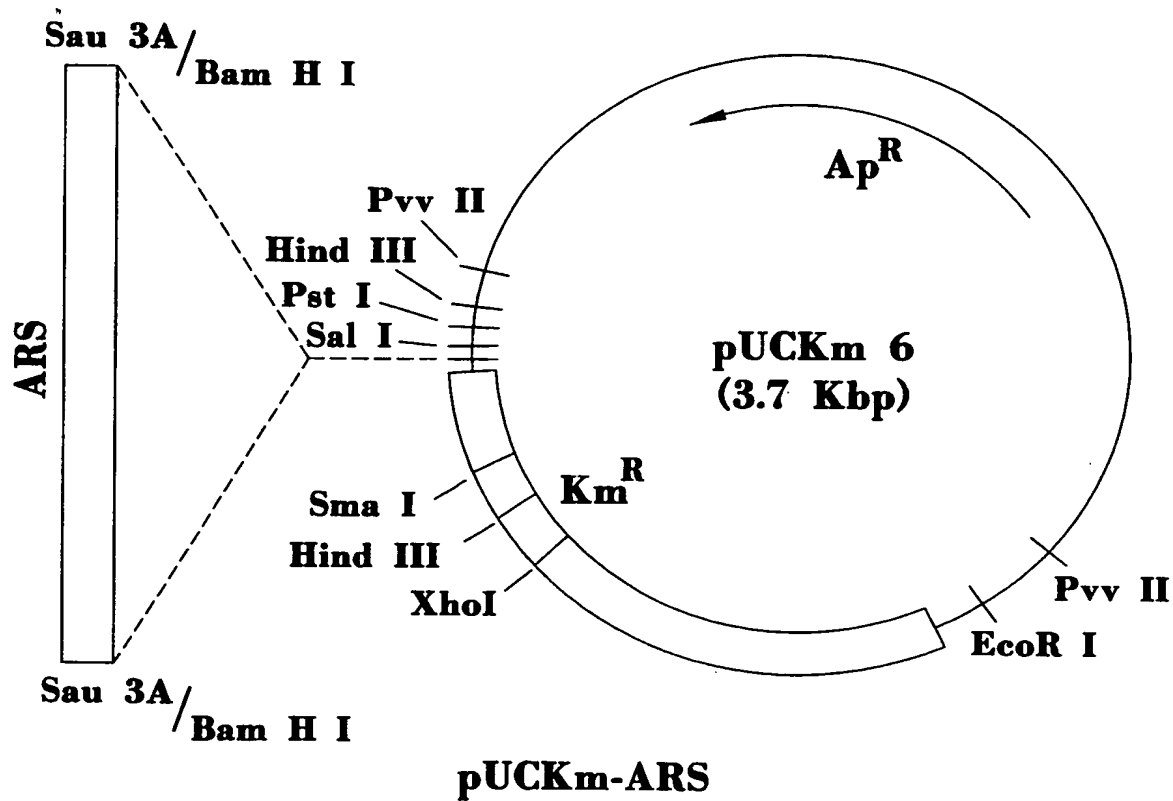 Sau 3A/Bam H I
ARS
Sau 3A/Bam H I
Pvv II
Hind III
Pst I
Sal I
Ap^R
pUCKm 6
(3.7 Kbp)
Km^R
Sma I
Hind III
XhoI
Pvv II
EcoR I
pUCKm-ARS